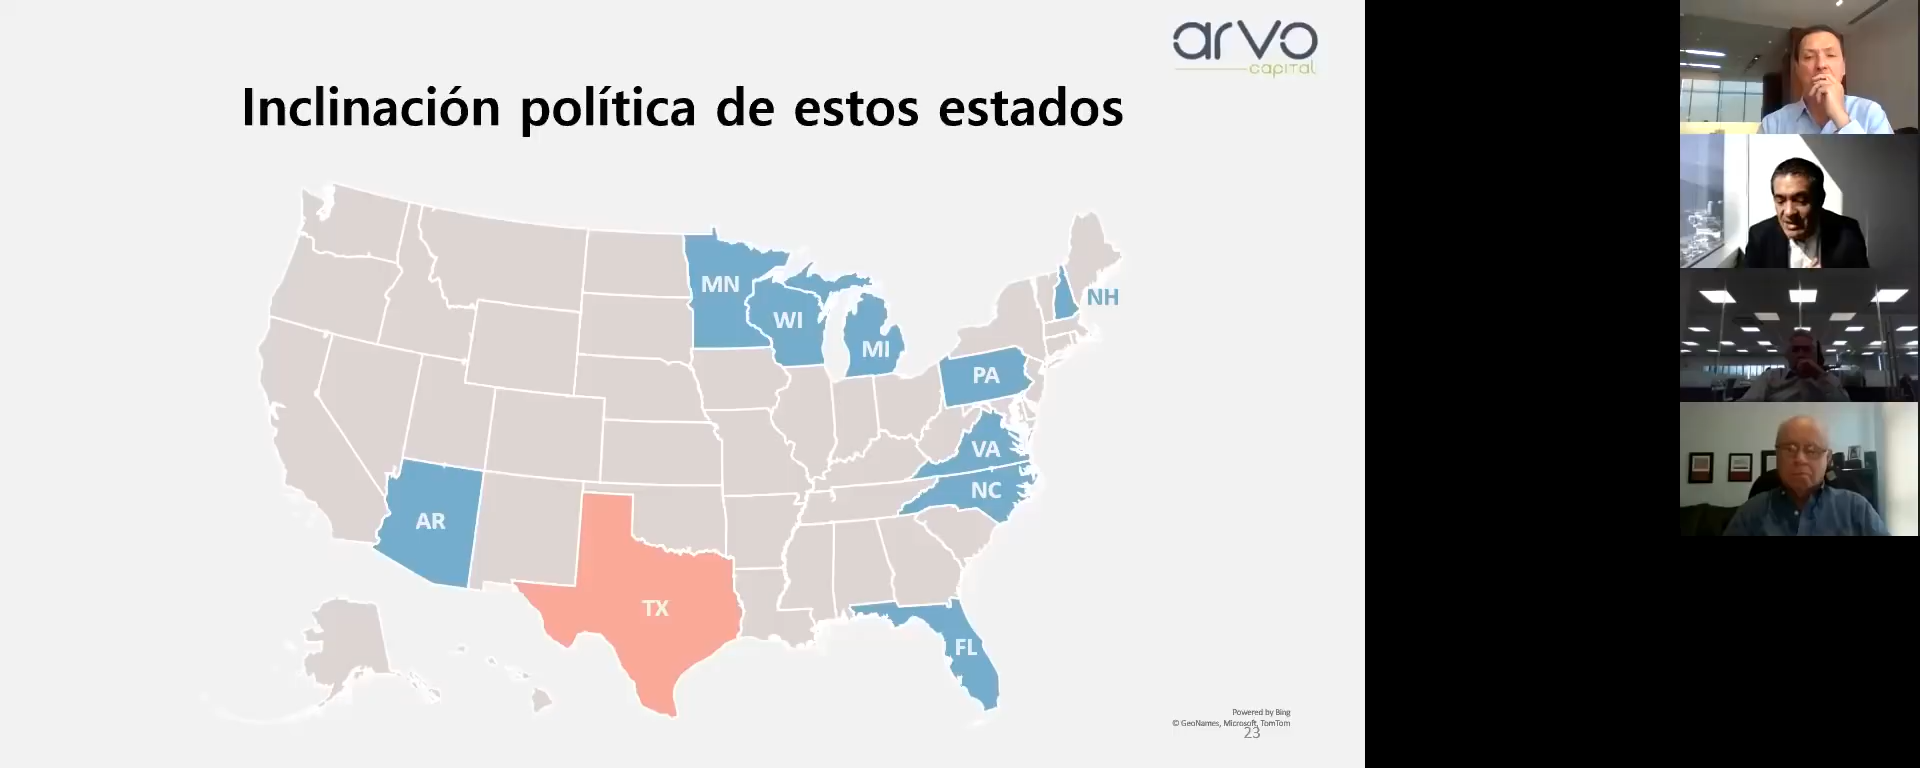 arvo
capital
Inclinación política de estos estados
MN
WI
MI
NH
PA
VA
NC
AR
TX
FL
Powered by Bing
© GeoNames, Microsoft, TomTom
23